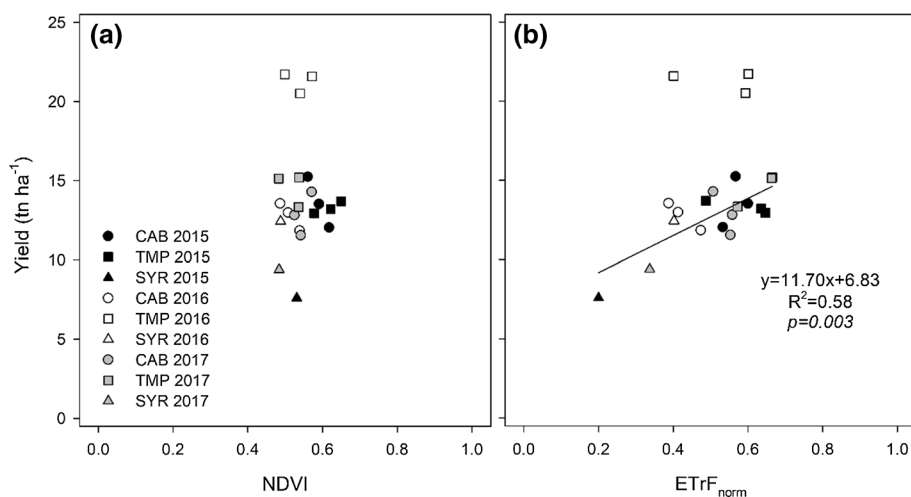 (a)
(b)
25
20
15
10
5
0
Yield (tn ha⁻¹)
CAB 2015
TMP 2015
SYR 2015
CAB 2016
TMP 2016
SYR 2016
CAB 2017
TMP 2017
SYR 2017
y=11.70x+6.83
R²=0.58
p=0.003
0.0 0.2 0.4 0.6 0.8 1.0
0.0 0.2 0.4 0.6 0.8 1.0
NDVI
ETrFnorm